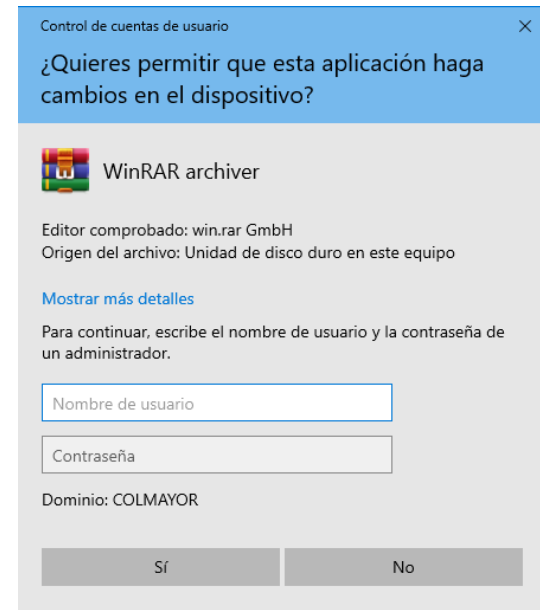 Control de cuentas de usuario
¿Quieres permitir que esta aplicación haga
cambios en el dispositivo?
WinRAR archiver
Editor comprobado: win.rar GmbH
Origen del archivo: Unidad de disco duro en este equipo
Mostrar más detalles
Para continuar, escribe el nombre de usuario y la contraseña de
un administrador.
Nombre de usuario
Contraseña
Dominio: COLMAYOR
Sí No